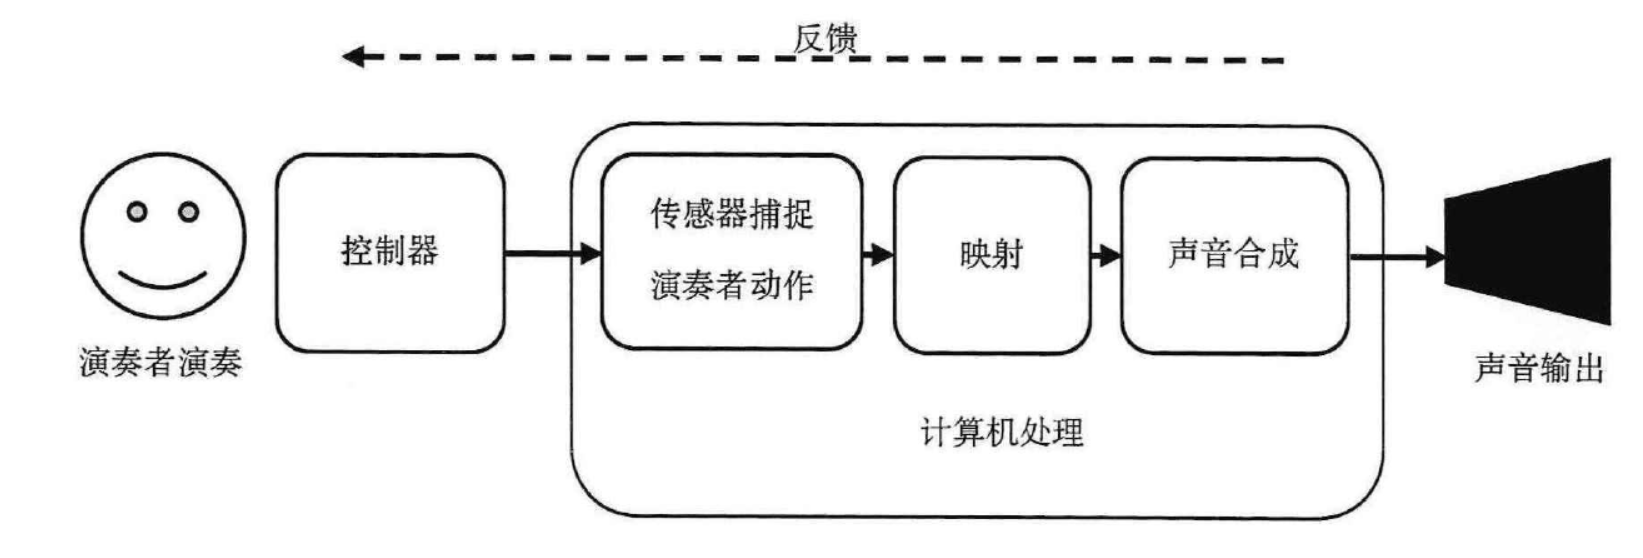 反馈
控制器
传感器捕捉
演奏者动作
映射
声音合成
演奏者演奏
声音输出
计算机处理